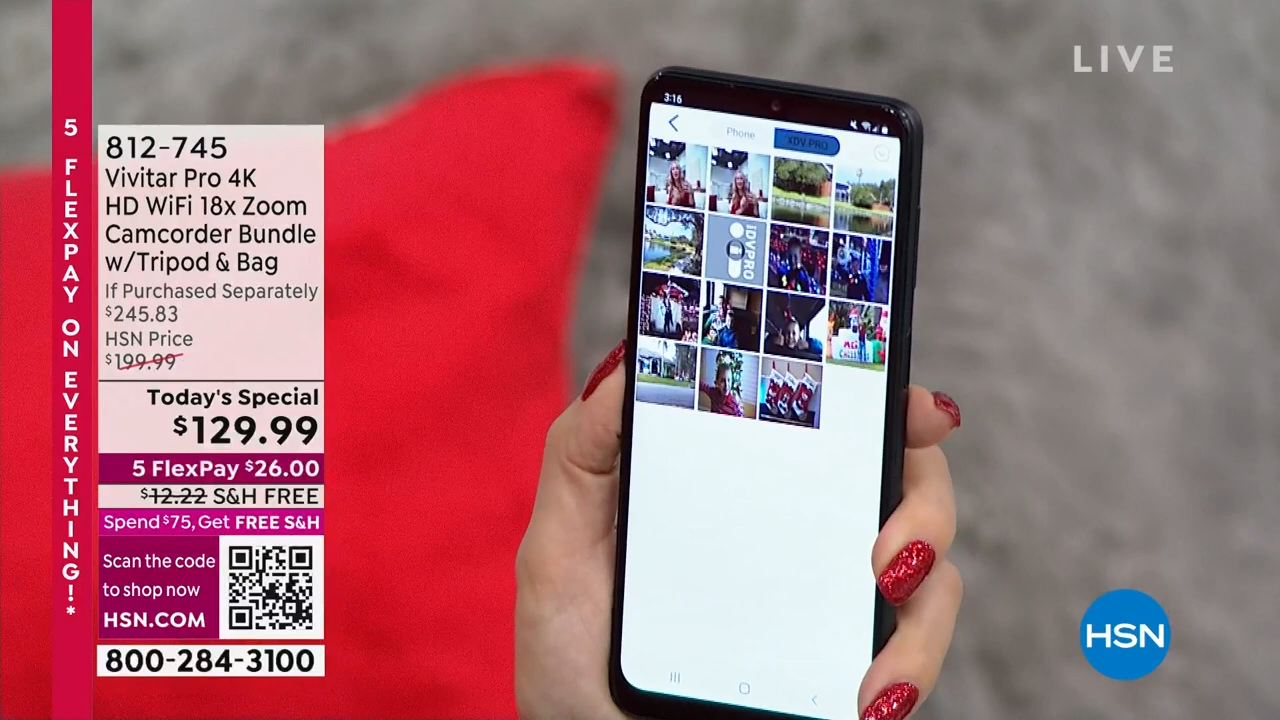 5 FLEXPAY ON EVERYTHING!*
812-745
Vivitar Pro 4K
HD WiFi 18x Zoom
Camcorder Bundle
w/Tripod & Bag
If Purchased Separately
$245.83
HSN Price
$199.99
Today's Special
$129.99
5 FlexPay $26.00
$12.22 S&H FREE
Spend $75, Get FREE S&H
Scan the code
to shop now
HSN.COM
800-284-3100
LIVE
3:16
Phone
XDV PRO
iDVPRO
HSN